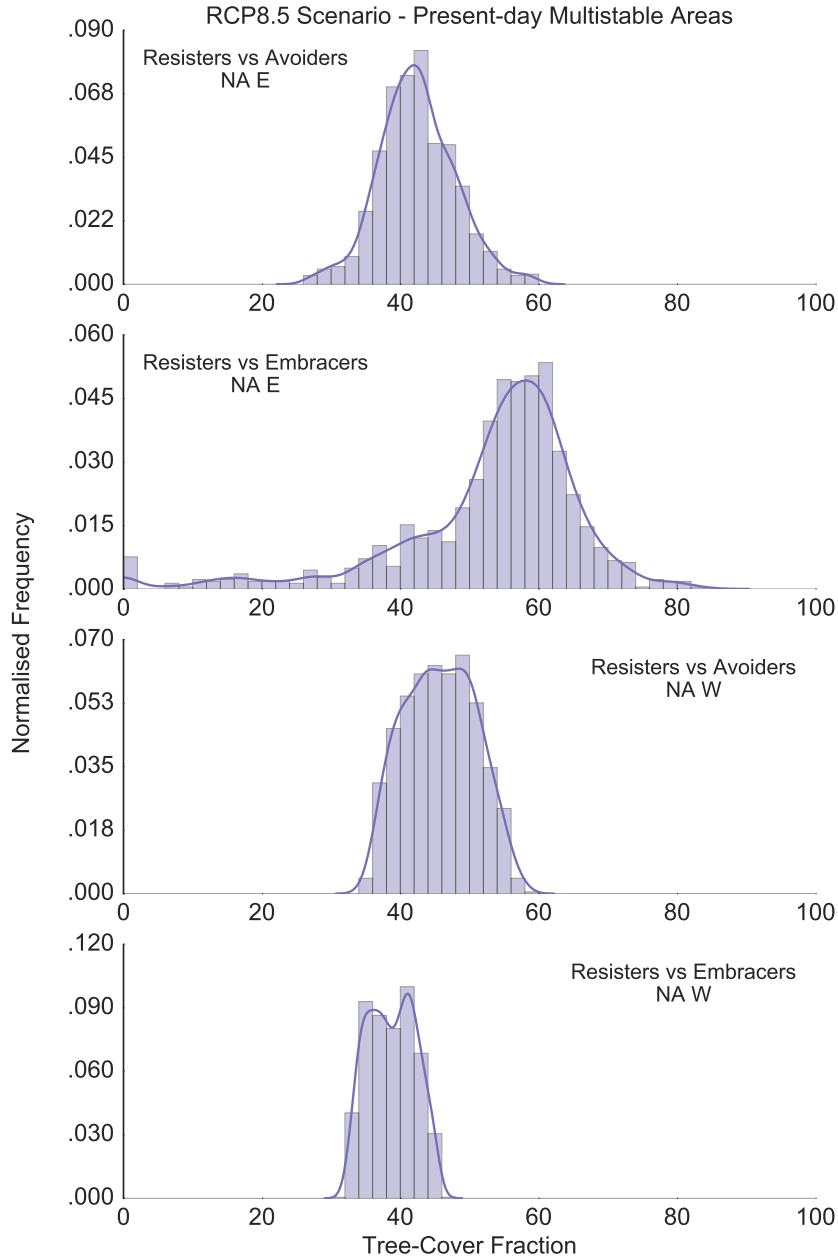 RCP8.5 Scenario - Present-day Multistable Areas
.090
Resisters vs Avoiders
NA E
.068
.045
.022
.000
0 20 40 60 80 100
.060
Resisters vs Embracers
NA E
.045
.030
.015
.000
0 20 40 60 80 100
Normalised Frequency
.070
Resisters vs Avoiders
NA W
.053
.035
.018
.000
0 20 40 60 80 100
.120
Resisters vs Embracers
NA W
.090
.060
.030
.000
0 20 40 60 80 100
Tree-Cover Fraction